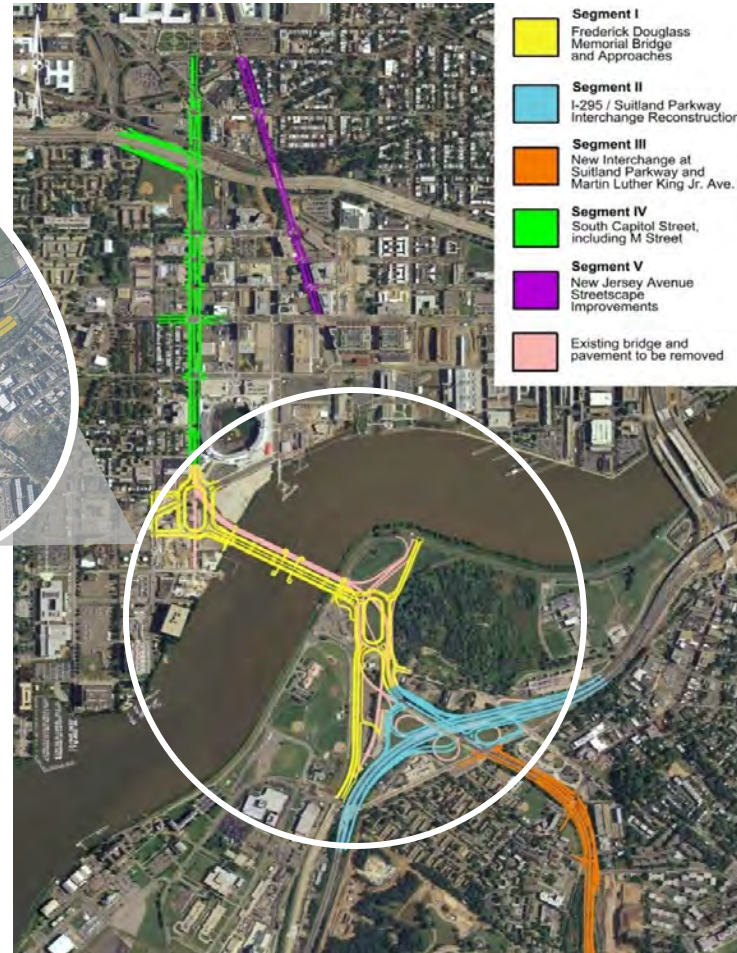 Segment I
Frederick Douglass
Memorial Bridge
and Approaches
Segment II
I-295 / Suitland Parkway
Interchange Reconstruction
Segment III
New Interchange at
Suitland Parkway and
Martin Luther King Jr. Ave.
Segment IV
South Capitol Street,
including M Street
Segment V
New Jersey Avenue
Streetscape
Improvements
Existing bridge and
pavement to be removed